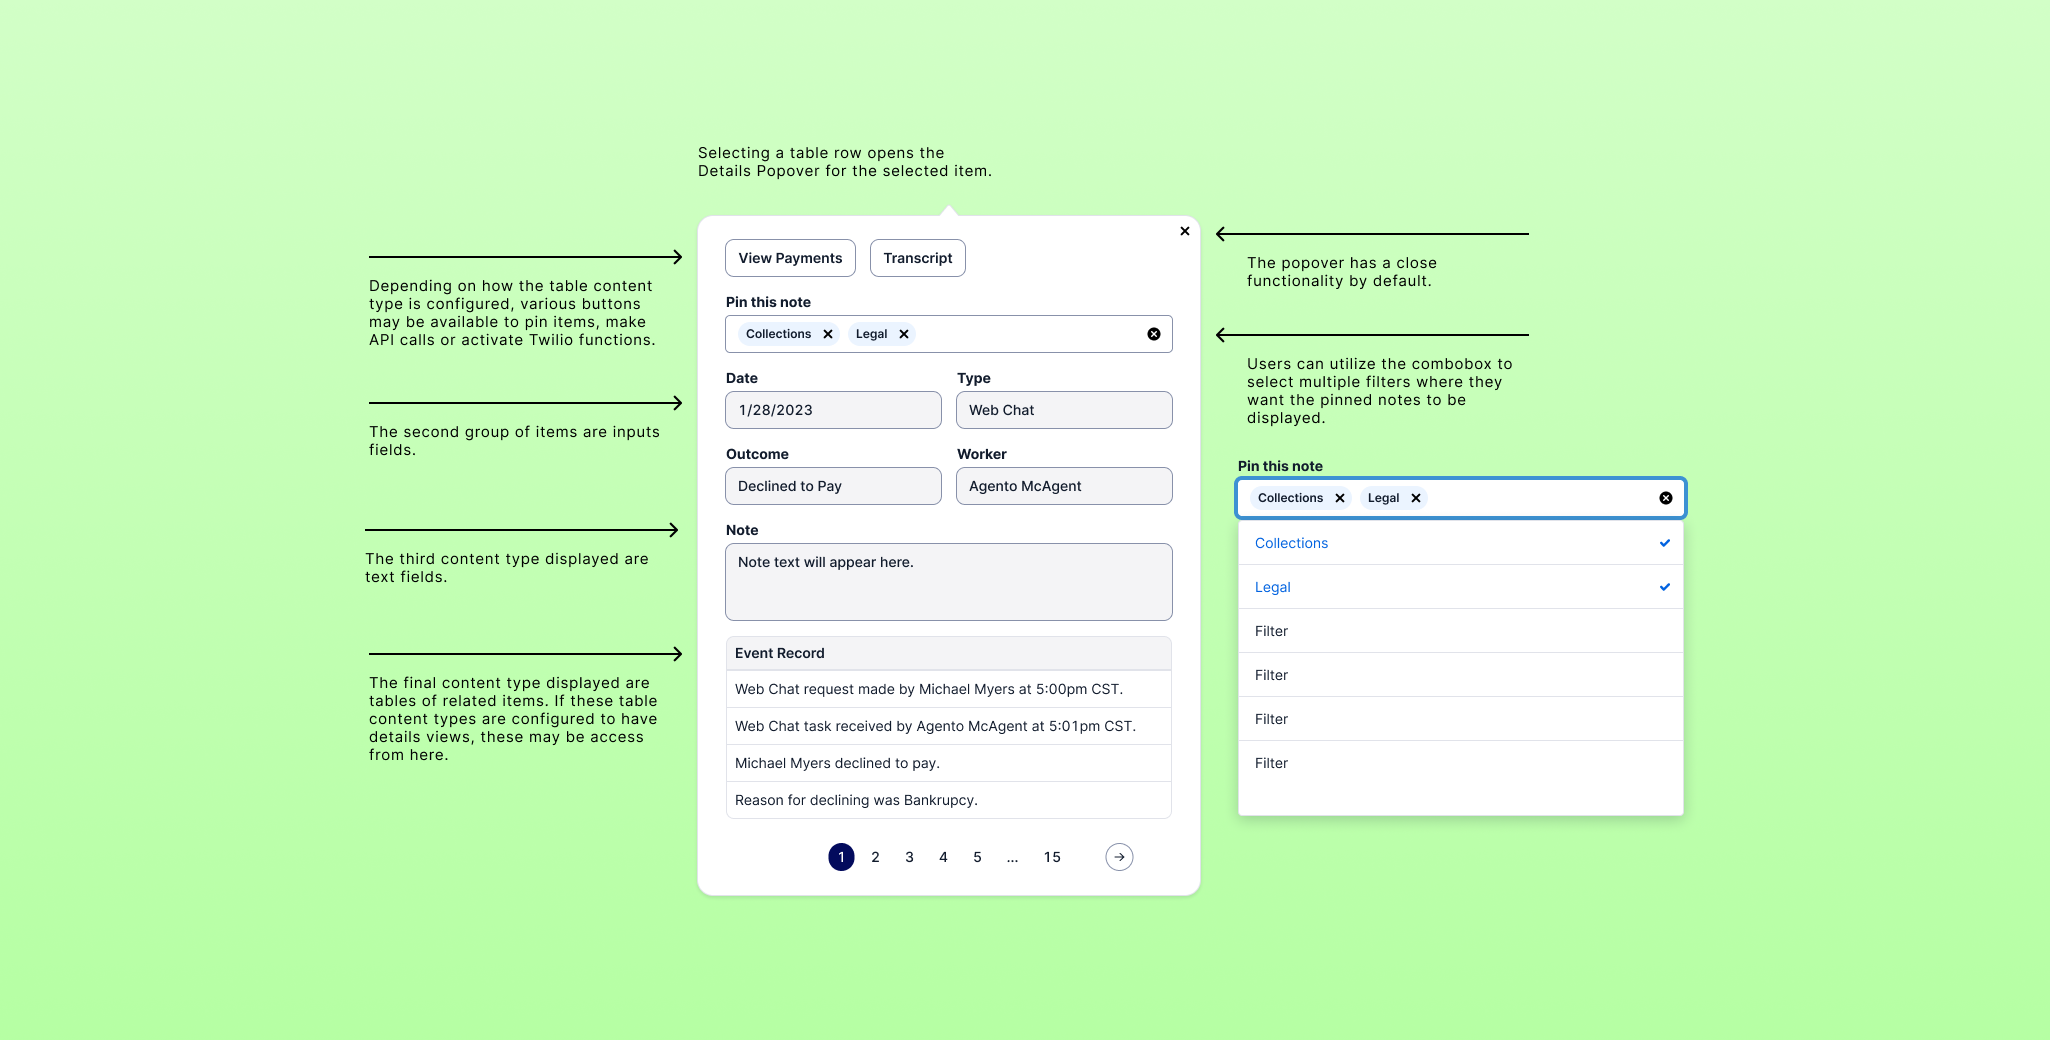 Selecting a table row opens the
Details Popover for the selected item.
Depending on how the table content
type is configured, various buttons
may be available to pin items, make
API calls or activate Twilio functions.
The second group of items are inputs
fields.
The third content type displayed are
text fields.
The final content type displayed are
tables of related items. If these table
content types are configured to have
details views, these may be access
from here.
View Payments
Transcript
Pin this note
Collections
Legal
Date
Type
1/28/2023
Web Chat
Outcome
Worker
Declined to Pay
Agento McAgent
Note
Note text will appear here.
Event Record
Web Chat request made by Michael Myers at 5:00pm CST.
Web Chat task received by Agento McAgent at 5:01pm CST.
Michael Myers declined to pay.
Reason for declining was Bankrupcy.
1 2 3 4 5 ... 15
The popover has a close
functionality by default.
Users can utilize the combobox to
select multiple filters where they
want the pinned notes to be
displayed.
Pin this note
Collections
Legal
Collections
Legal
Filter
Filter
Filter
Filter